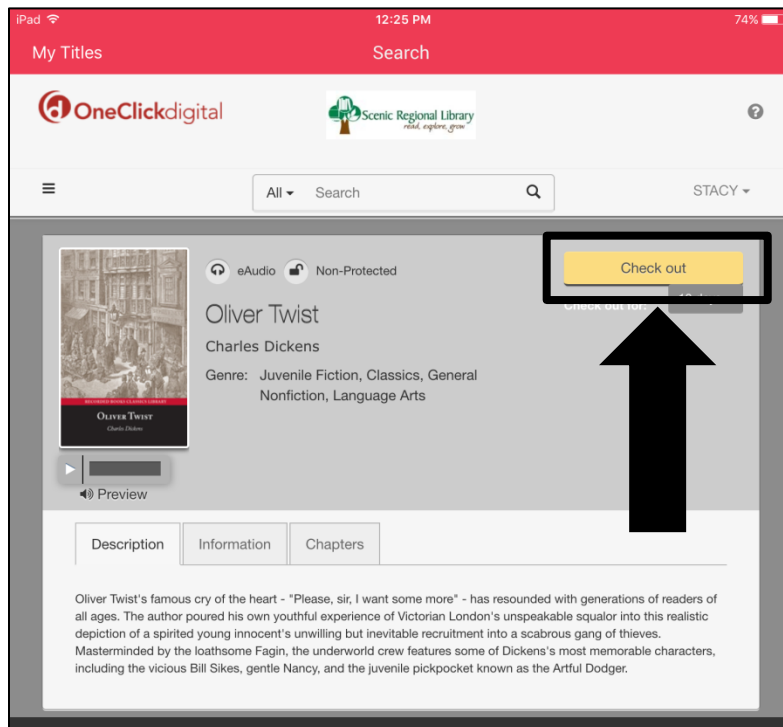 iPad 12:25 PM 74%
My Titles Search
OneClickdigital
Scenic Regional Library
read, explore, grow
All Search STACY
eAudio Non-Protected
Check out
Check out for:
Oliver Twist
Charles Dickens
Genre: Juvenile Fiction, Classics, General
Nonfiction, Language Arts
RECORDED BOOKS CLASSICS LIBRARY
OLIVER TWIST
Charles Dickens
Preview
Description Information Chapters
Oliver Twist's famous cry of the heart - "Please, sir, I want some more" - has resounded with generations of readers of
all ages. The author poured his own youthful experience of Victorian London's unspeakable squalor into this realistic
depiction of a spirited young innocent's unwilling but inevitable recruitment into a scabrous gang of thieves.
Masterminded by the loathsome Fagin, the underworld crew features some of Dickens's most memorable characters,
including the vicious Bill Sikes, gentle Nancy, and the juvenile pickpocket known as the Artful Dodger.